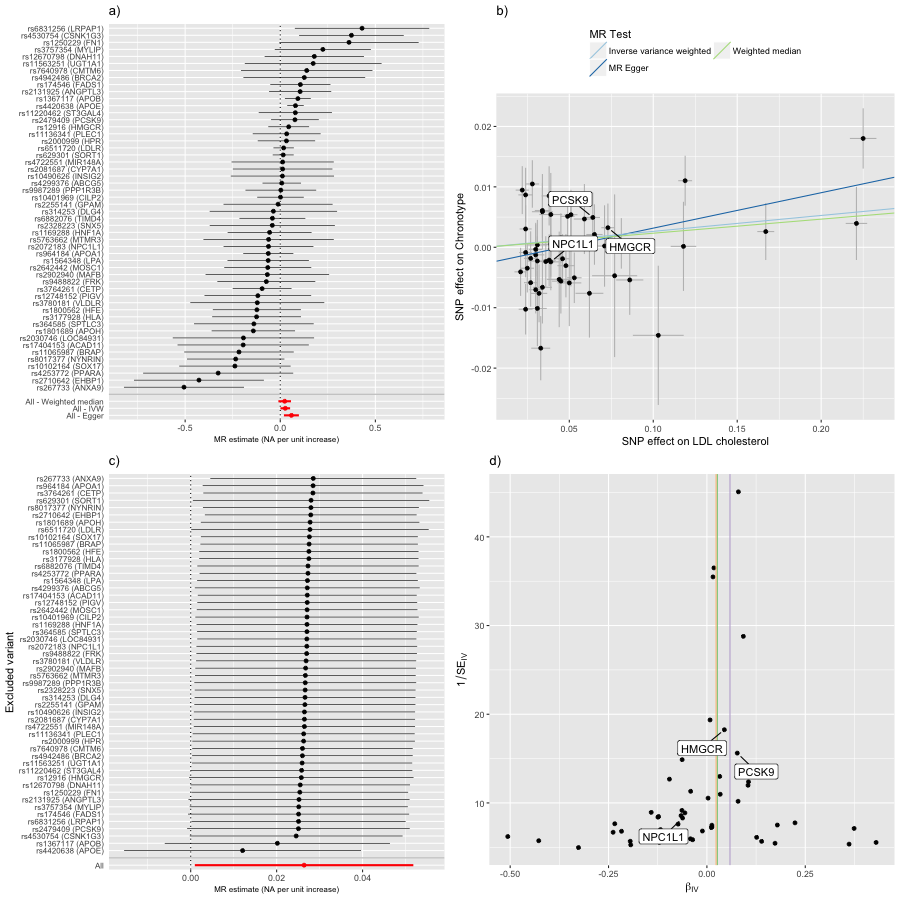 a)
rs6831256 (LRPAP1)
rs4530754 (CSNK1G3)
rs1250229 (FN1)
rs3757354 (MYLIP)
rs12670798 (DNAH11)
rs11563251 (UGT1A1)
rs7640978 (CMTM6)
rs4942486 (BRCA2)
rs174546 (FADS1)
rs2131925 (ANGPTL3)
rs1367117 (APOB)
rs4420638 (APOE)
rs11220462 (ST3GAL4)
rs2479409 (PCSK9)
rs12916 (HMGCR)
rs11136341 (PLEC1)
rs2000999 (HPR)
rs6511720 (LDLR)
rs629301 (SORT1)
rs4722551 (MIR148A)
rs2081687 (CYP7A1)
rs10490626 (INSIG2)
rs4299376 (ABCG5)
rs9987289 (PPP1R3B)
rs10401969 (CILP2)
rs2255141 (GPAM)
rs314253 (DLG4)
rs6882076 (TIMD4)
rs2328223 (SNX5)
rs1169288 (HNF1A)
rs5763662 (MTMR3)
rs2072183 (NPC1L1)
rs964184 (APOA1)
rs1564348 (LPA)
rs2642442 (MOSC1)
rs2902940 (MAFB)
rs9488822 (FRK)
rs3764261 (CETP)
rs12748152 (PIGV)
rs3780181 (VLDLR)
rs1800562 (HFE)
rs3177928 (HLA)
rs364585 (SPTLC3)
rs1801689 (APOH)
rs2030746 (LOC84931)
rs17404153 (ACAD11)
rs11065987 (BRAP)
rs8017377 (NYNRIN)
rs10102164 (SOX17)
rs4253772 (PPARA)
rs2710642 (EHBP1)
rs267733 (ANXA9)
All - Weighted median
All - IVW
All - Egger
-0.5
0.0
0.5
MR estimate (NA per unit increase)
b)
MR Test
Inverse variance weighted
Weighted median
MR Egger
SNP effect on Chronotype
0.02
0.01
0.00
-0.01
-0.02
PCSK9
NPC1L1
HMGCR
0.05
0.10
0.15
0.20
SNP effect on LDL cholesterol
c)
Excluded variant
rs267733 (ANXA9)
rs964184 (APOA1)
rs3764261 (CETP)
rs629301 (SORT1)
rs8017377 (NYNRIN)
rs2710642 (EHBP1)
rs1801689 (APOH)
rs6511720 (LDLR)
rs10102164 (SOX17)
rs11065987 (BRAP)
rs1800562 (HFE)
rs3177928 (HLA)
rs6882076 (TIMD4)
rs4253772 (PPARA)
rs1564348 (LPA)
rs4299376 (ABCG5)
rs17404153 (ACAD11)
rs12748152 (PIGV)
rs2642442 (MOSC1)
rs10401969 (CILP2)
rs1169288 (HNF1A)
rs364585 (SPTLC3)
rs2030746 (LOC84931)
rs2072183 (NPC1L1)
rs9488822 (FRK)
rs3780181 (VLDLR)
rs2902940 (MAFB)
rs5763662 (MTMR3)
rs9987289 (PPP1R3B)
rs2328223 (SNX5)
rs314253 (DLG4)
rs2255141 (GPAM)
rs10490626 (INSIG2)
rs2081687 (CYP7A1)
rs4722551 (MIR148A)
rs11136341 (PLEC1)
rs2000999 (HPR)
rs7640978 (CMTM6)
rs4942486 (BRCA2)
rs11563251 (UGT1A1)
rs11220462 (ST3GAL4)
rs12916 (HMGCR)
rs12670798 (DNAH11)
rs1250229 (FN1)
rs2131925 (ANGPTL3)
rs3757354 (MYLIP)
rs174546 (FADS1)
rs6831256 (LRPAP1)
rs2479409 (PCSK9)
rs4530754 (CSNK1G3)
rs1367117 (APOB)
rs4420638 (APOE)
All
0.00
0.02
0.04
MR estimate (NA per unit increase)
d)
1/SE_IV
40
30
20
10
HMGCR
PCSK9
NPC1L1
-0.50
-0.25
0.00
0.25
β_IV